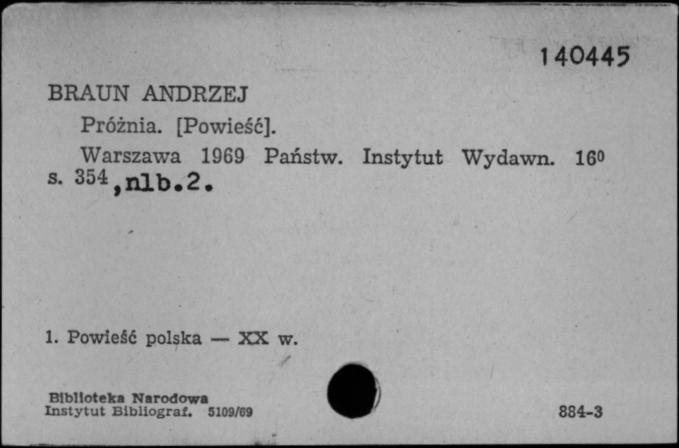 140445
BRAUN ANDRZEJ
Próżnia. [Powieść].
Warszawa 1969 Państw. Instytut Wydawn. 16⁰
s. 354,nlb.2.
1. Powieść polska — XX w.
Biblioteka Narodowa
Instytut Bibliograf. 5109/69
884-3